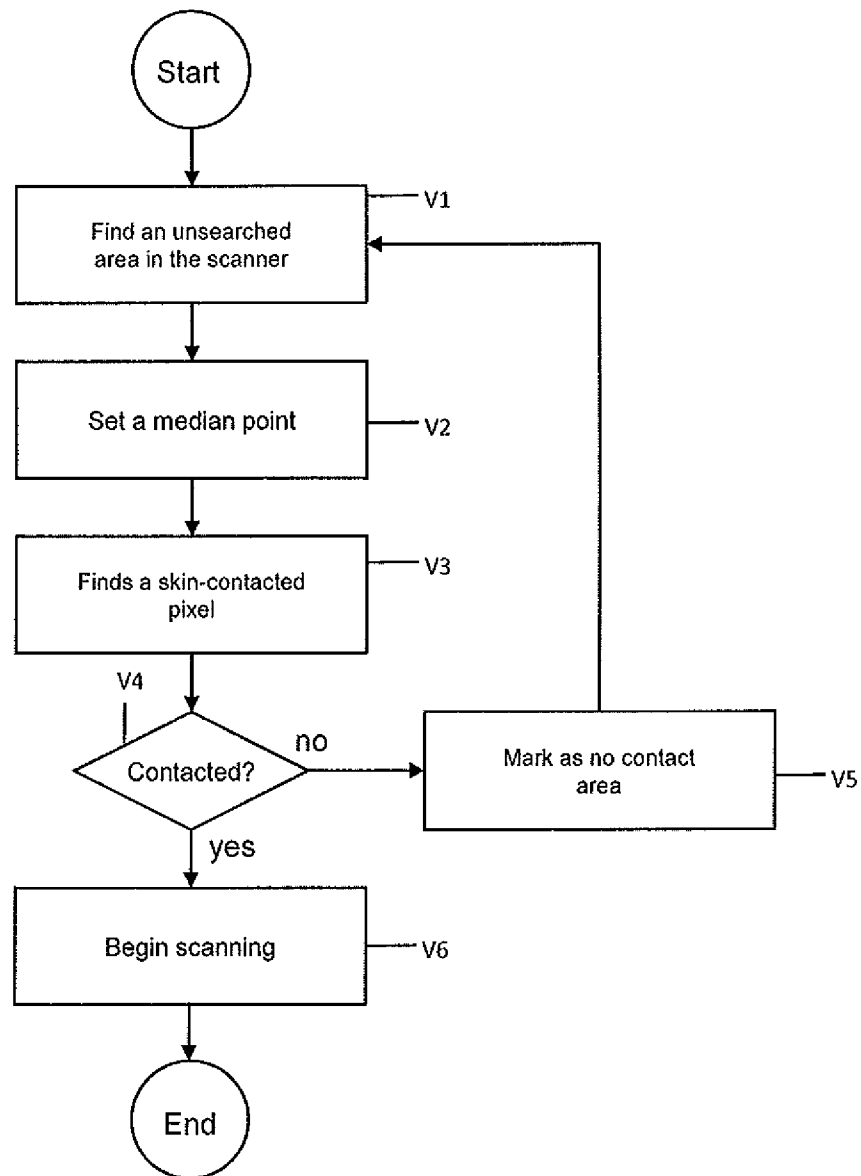 Start
V1
Find an unsearched
area in the scanner
Set a median point
V2
Finds a skin-contacted
pixel
V3
V4
Contacted?
no
Mark as no contact
area
V5
yes
Begin scanning
V6
End